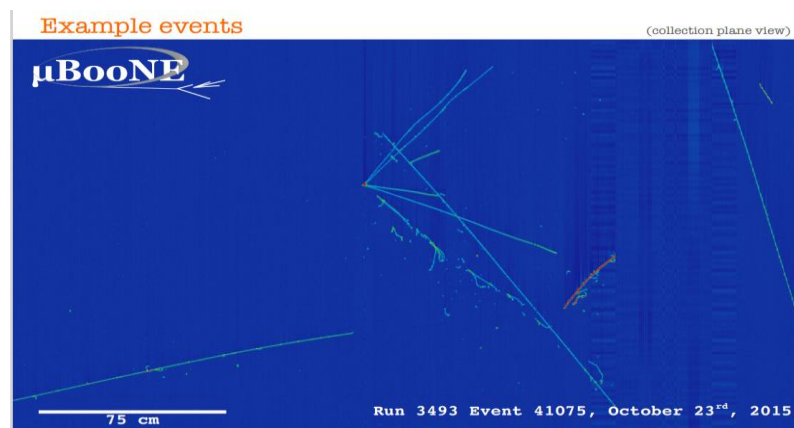 Example events
(collection plane view)
µBooNE
75 cm
Run 3493 Event 41075, October 23rd, 2015